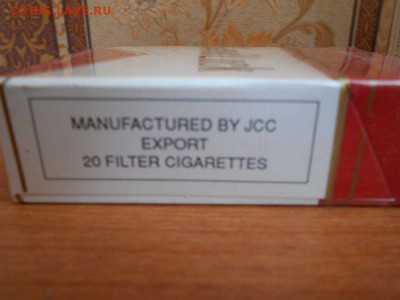 MANUFACTURED BY JCC
EXPORT
20 FILTER CIGARETTES